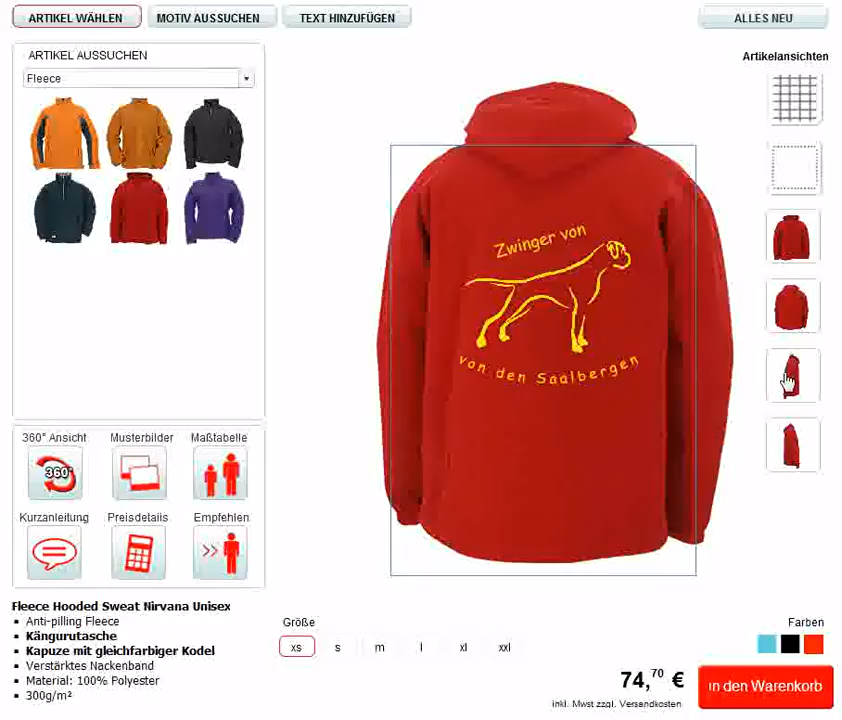 ARTIKEL WÄHLEN
MOTIV AUSSUCHEN
TEXT HINZUFÜGEN
ALLES NEU
ARTIKEL AUSSUCHEN
Fleece
Artikelansichten
Zwinger von
von den Saalbergen
360° Ansicht
Musterbilder
Maßtabelle
360°
Kurzanleitung
Preisdetails
Empfehlen
Fleece Hooded Sweat Nirvana Unisex
Anti-pilling Fleece
Kängurutasche
Kapuze mit gleichfarbiger Kodel
Verstärktes Nackenband
Material: 100% Polyester
300g/m²
Größe
xs s m l xl xxl
Farben
74,70 €
inkl. Mwst zzgl. Versandkosten
in den Warenkorb